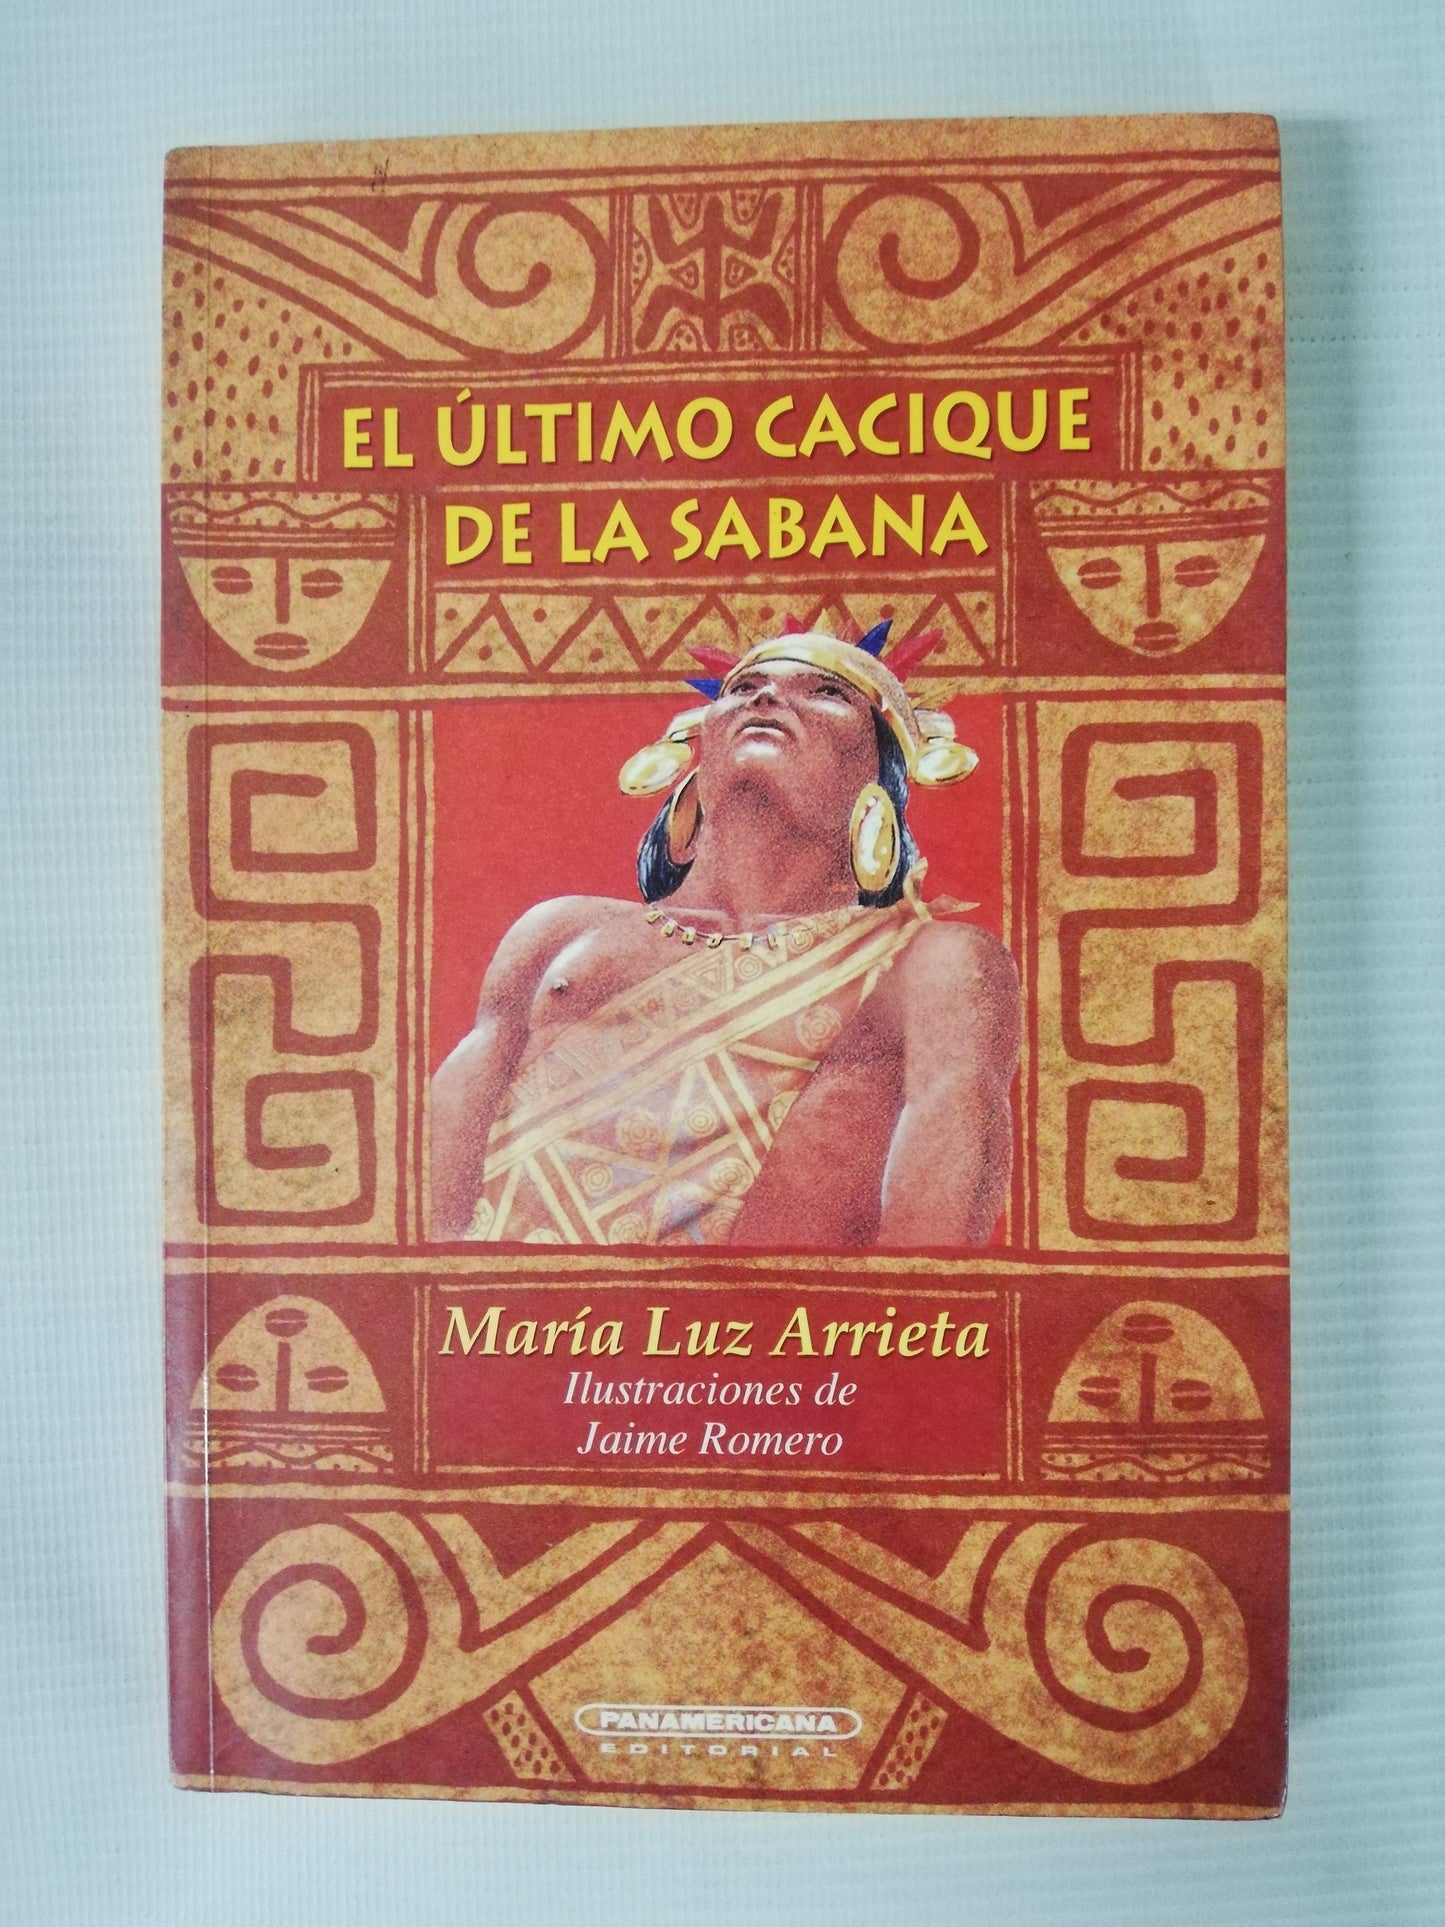 EL ÚLTIMO CACIQUE
DE LA SABANA
María Luz Arrieta
Ilustraciones de
Jaime Romero
PANAMERICANA
EDITORIAL